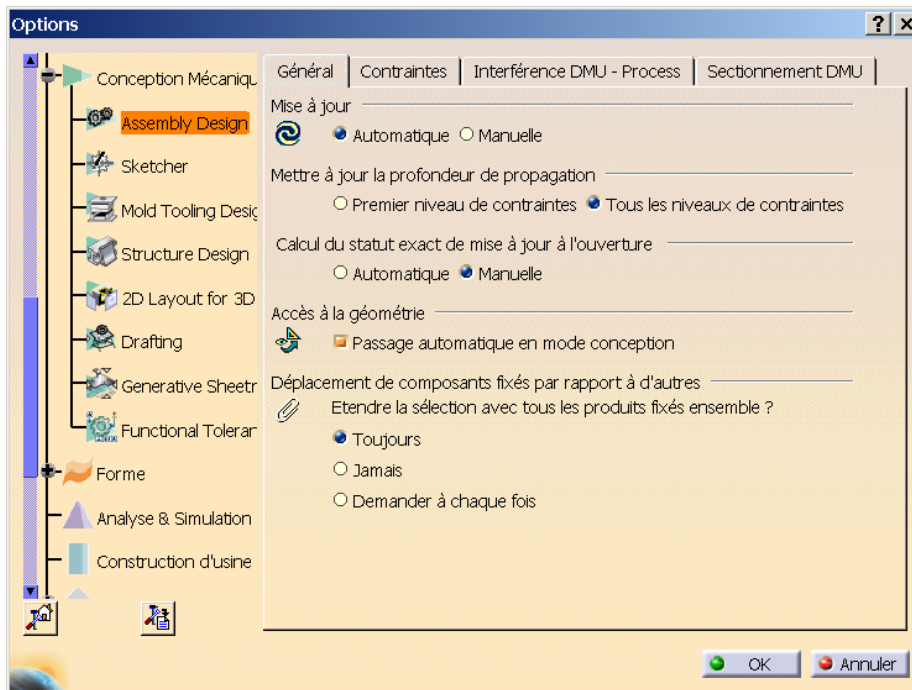 Options
Conception Mécaniqu
Assembly Design
Sketcher
Mold Tooling Desig
Structure Design
2D Layout for 3D
Drafting
Generative Sheetr
Functional Toleran
Forme
Analyse & Simulation
Construction d'usine
Général
Contraintes
Interférence DMU - Process
Sectionnement DMU
Mise à jour
Automatique Manuelle
Mettre à jour la profondeur de propagation
Premier niveau de contraintes Tous les niveaux de contraintes
Calcul du statut exact de mise à jour à l'ouverture
Automatique Manuelle
Accès à la géométrie
Passage automatique en mode conception
Déplacement de composants fixés par rapport à d'autres
Etendre la sélection avec tous les produits fixés ensemble ?
Toujours
Jamais
Demander à chaque fois
OK Annuler